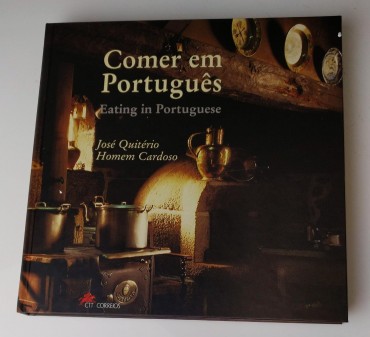 Comer em
Português
Eating in Portuguese
José Quitério
Homem Cardoso
CTT CORREIOS